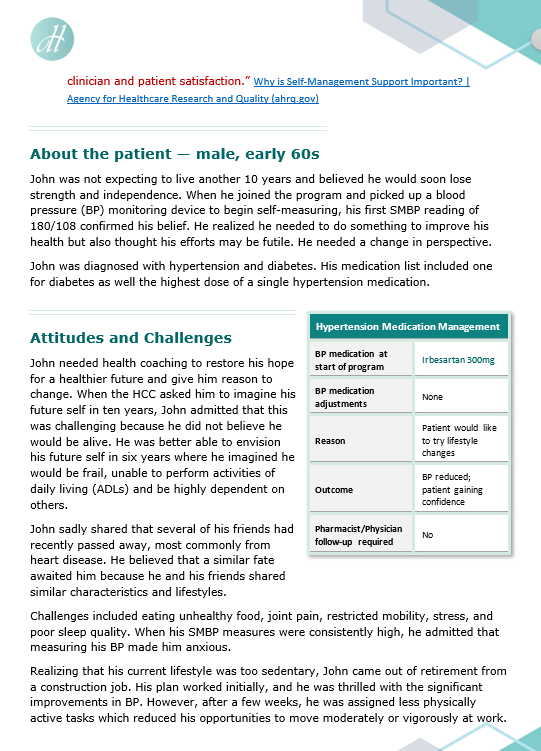 clinician and patient satisfaction.” Why is Self-Management Support Important? |
Agency for Healthcare Research and Quality (ahrq.gov)
About the patient — male, early 60s
John was not expecting to live another 10 years and believed he would soon lose
strength and independence. When he joined the program and picked up a blood
pressure (BP) monitoring device to begin self-measuring, his first SMBP reading of
180/108 confirmed his belief. He realized he needed to do something to improve his
health but also thought his efforts may be futile. He needed a change in perspective.
John was diagnosed with hypertension and diabetes. His medication list included one
for diabetes as well the highest dose of a single hypertension medication.
Attitudes and Challenges
John needed health coaching to restore his hope
for a healthier future and give him reason to
change. When the HCC asked him to imagine his
future self in ten years, John admitted that this
was challenging because he did not believe he
would be alive. He was better able to envision
his future self in six years where he imagined he
would be frail, unable to perform activities of
daily living (ADLs) and be highly dependent on
others.
John sadly shared that several of his friends had
recently passed away, most commonly from
heart disease. He believed that a similar fate
awaited him because he and his friends shared
similar characteristics and lifestyles.
Hypertension Medication Management
BP medication at
start of program
Irbesartan 300mg
BP medication
adjustments
None
Reason
Patient would like
to try lifestyle
changes
Outcome
BP reduced;
patient gaining
confidence
Pharmacist/Physician
follow-up required
No
Challenges included eating unhealthy food, joint pain, restricted mobility, stress, and
poor sleep quality. When his SMBP measures were consistently high, he admitted that
measuring his BP made him anxious.
Realizing that his current lifestyle was too sedentary, John came out of retirement from
a construction job. His plan worked initially, and he was thrilled with the significant
improvements in BP. However, after a few weeks, he was assigned less physically
active tasks which reduced his opportunities to move moderately or vigorously at work.